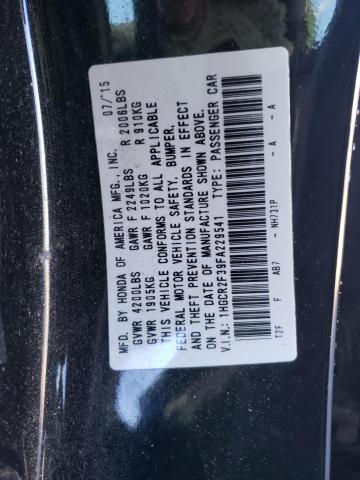 MFD. BY HONDA OF AMERICA MFG., INC. 07/15
GVWR 4200LBS GAWR F 2249LBS R 2006LBS
GVWR 1905KG GAWR F 1020KG R 910KG
THIS VEHICLE CONFORMS TO ALL APPLICABLE
FEDERAL MOTOR VEHICLE SAFETY, BUMPER,
AND THEFT PREVENTION STANDARDS IN EFFECT
ON THE DATE OF MANUFACTURE SHOWN ABOVE.
V.I.N.: 1HGCR2F39FA229541 TYPE: PASSENGER CAR
T2F F AB7 - NH731P - A - A